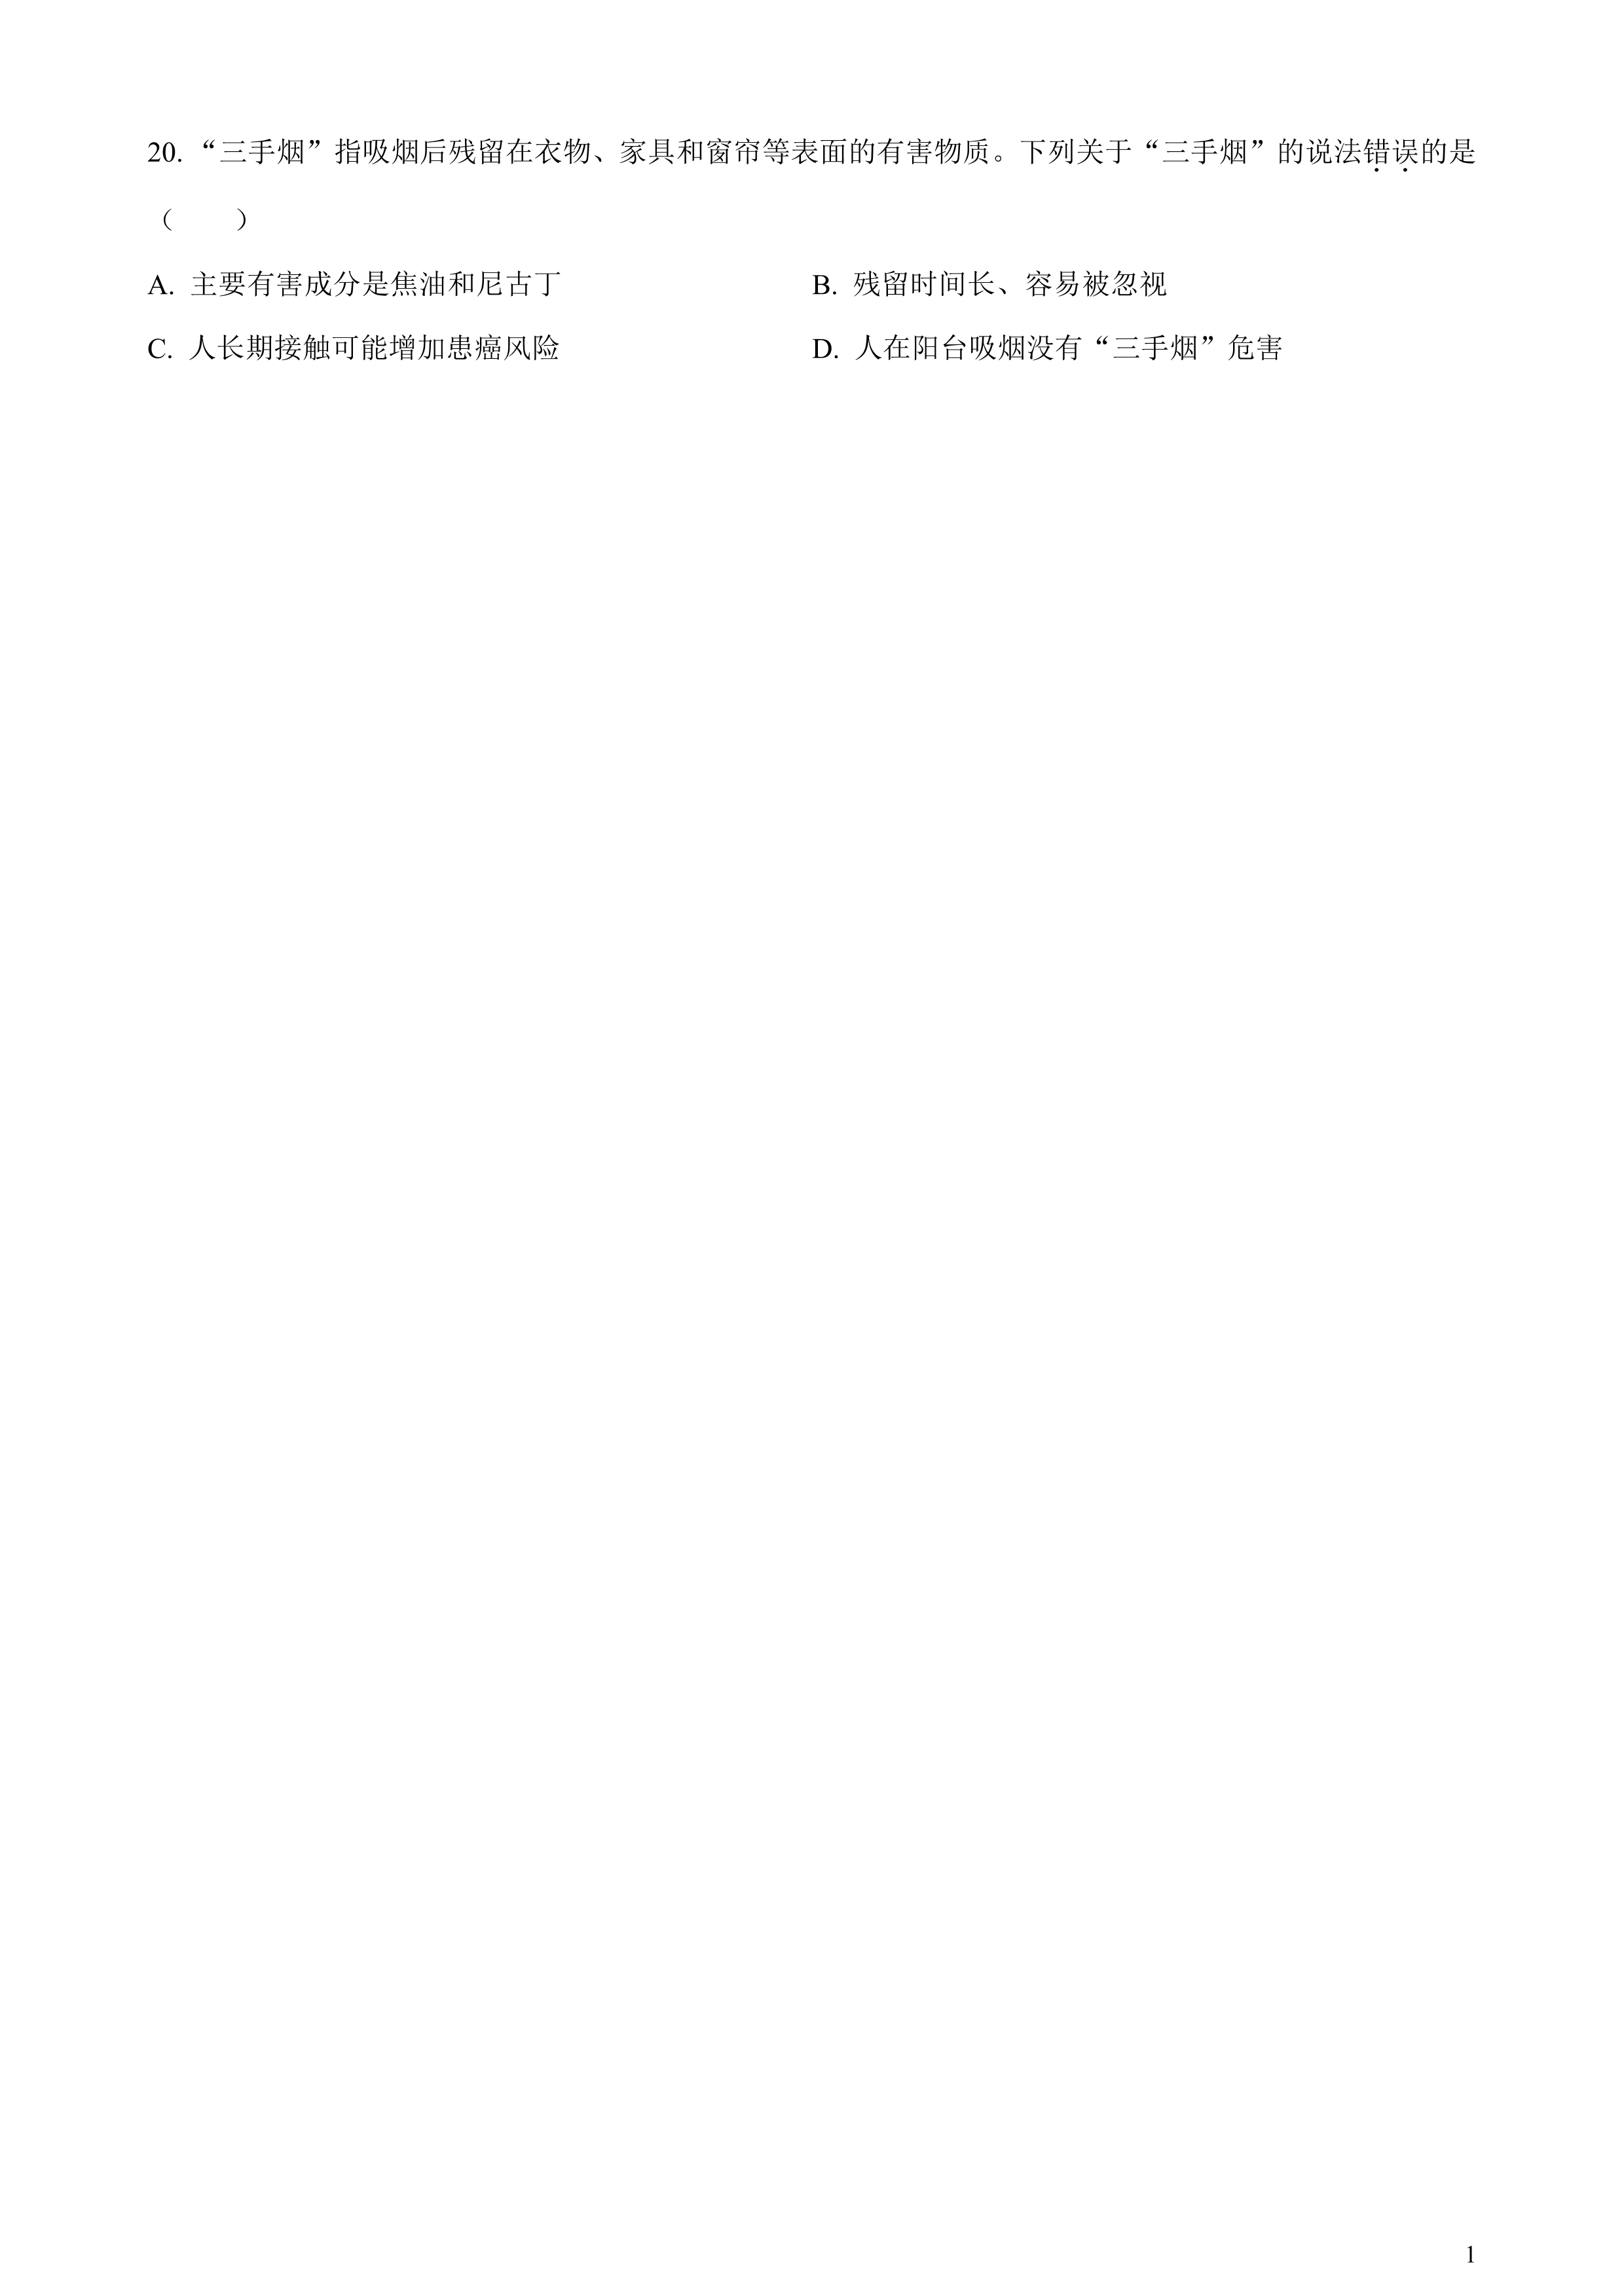 20. “三手烟”指吸烟后残留在衣物、家具和窗帘等表面的有害物质。下列关于“三手烟”的说法错误的是
（　　）
A. 主要有害成分是焦油和尼古丁 B. 残留时间长、容易被忽视
C. 人长期接触可能增加患癌风险 D. 人在阳台吸烟没有“三手烟”危害
1